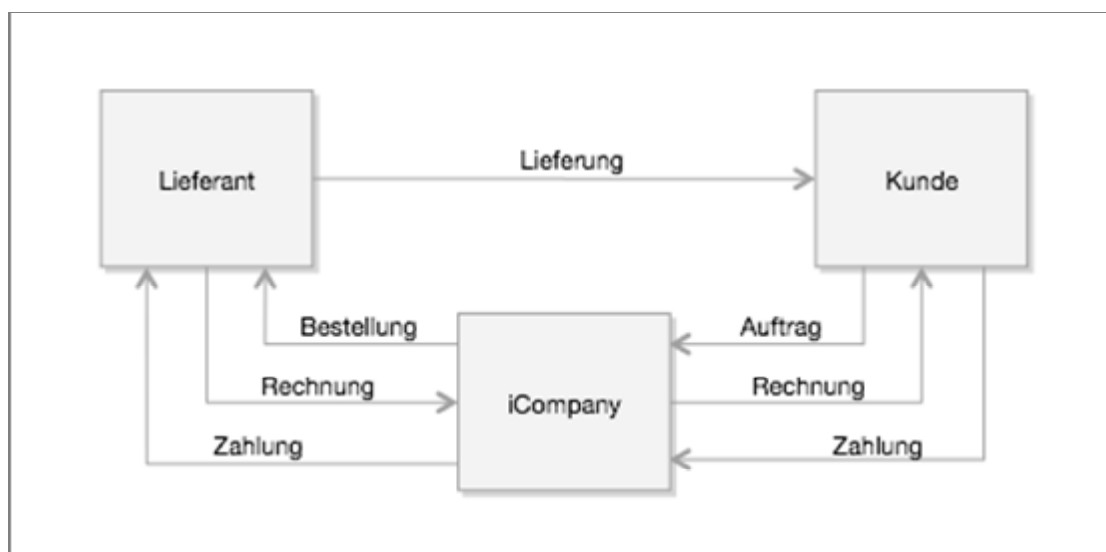 Lieferung
Lieferant
Kunde
Bestellung
Auftrag
Rechnung
iCompany
Rechnung
Zahlung
Zahlung